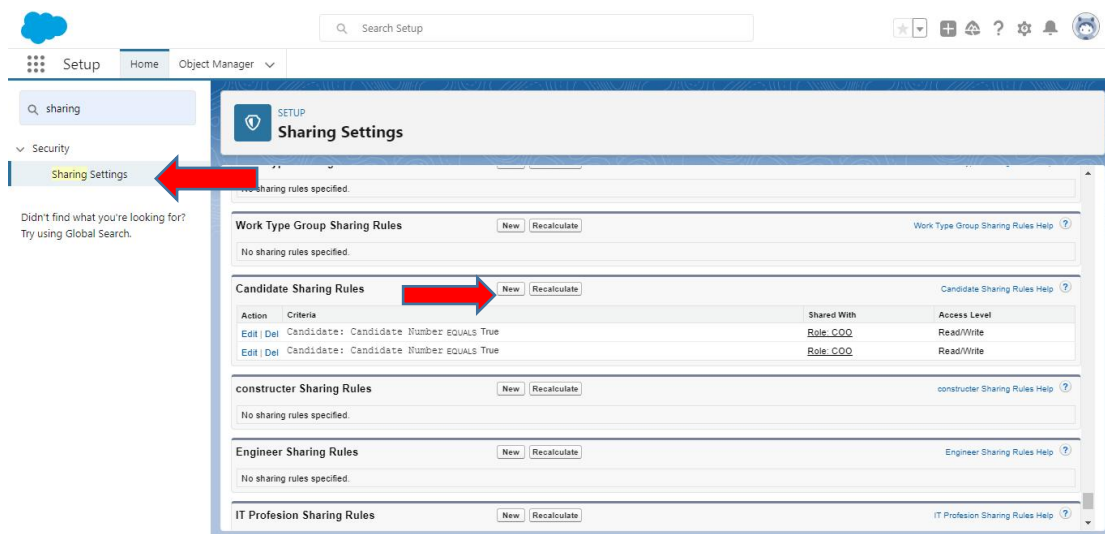 Search Setup
Setup Home Object Manager
sharing
Security
Sharing Settings
Didn't find what you're looking for?
Try using Global Search.
SETUP
Sharing Settings
sharing rules specified.
Work Type Group Sharing Rules New Recalculate Work Type Group Sharing Rules Help ?
No sharing rules specified.
Candidate Sharing Rules New Recalculate Candidate Sharing Rules Help ?
Action Criteria Shared With Access Level
Edit | Del Candidate: Candidate Number EQUALS True Role: COO Read/Write
Edit | Del Candidate: Candidate Number EQUALS True Role: COO Read/Write
constructer Sharing Rules New Recalculate constructer Sharing Rules Help ?
No sharing rules specified.
Engineer Sharing Rules New Recalculate Engineer Sharing Rules Help ?
No sharing rules specified.
IT Profesion Sharing Rules New Recalculate IT Profesion Sharing Rules Help ?